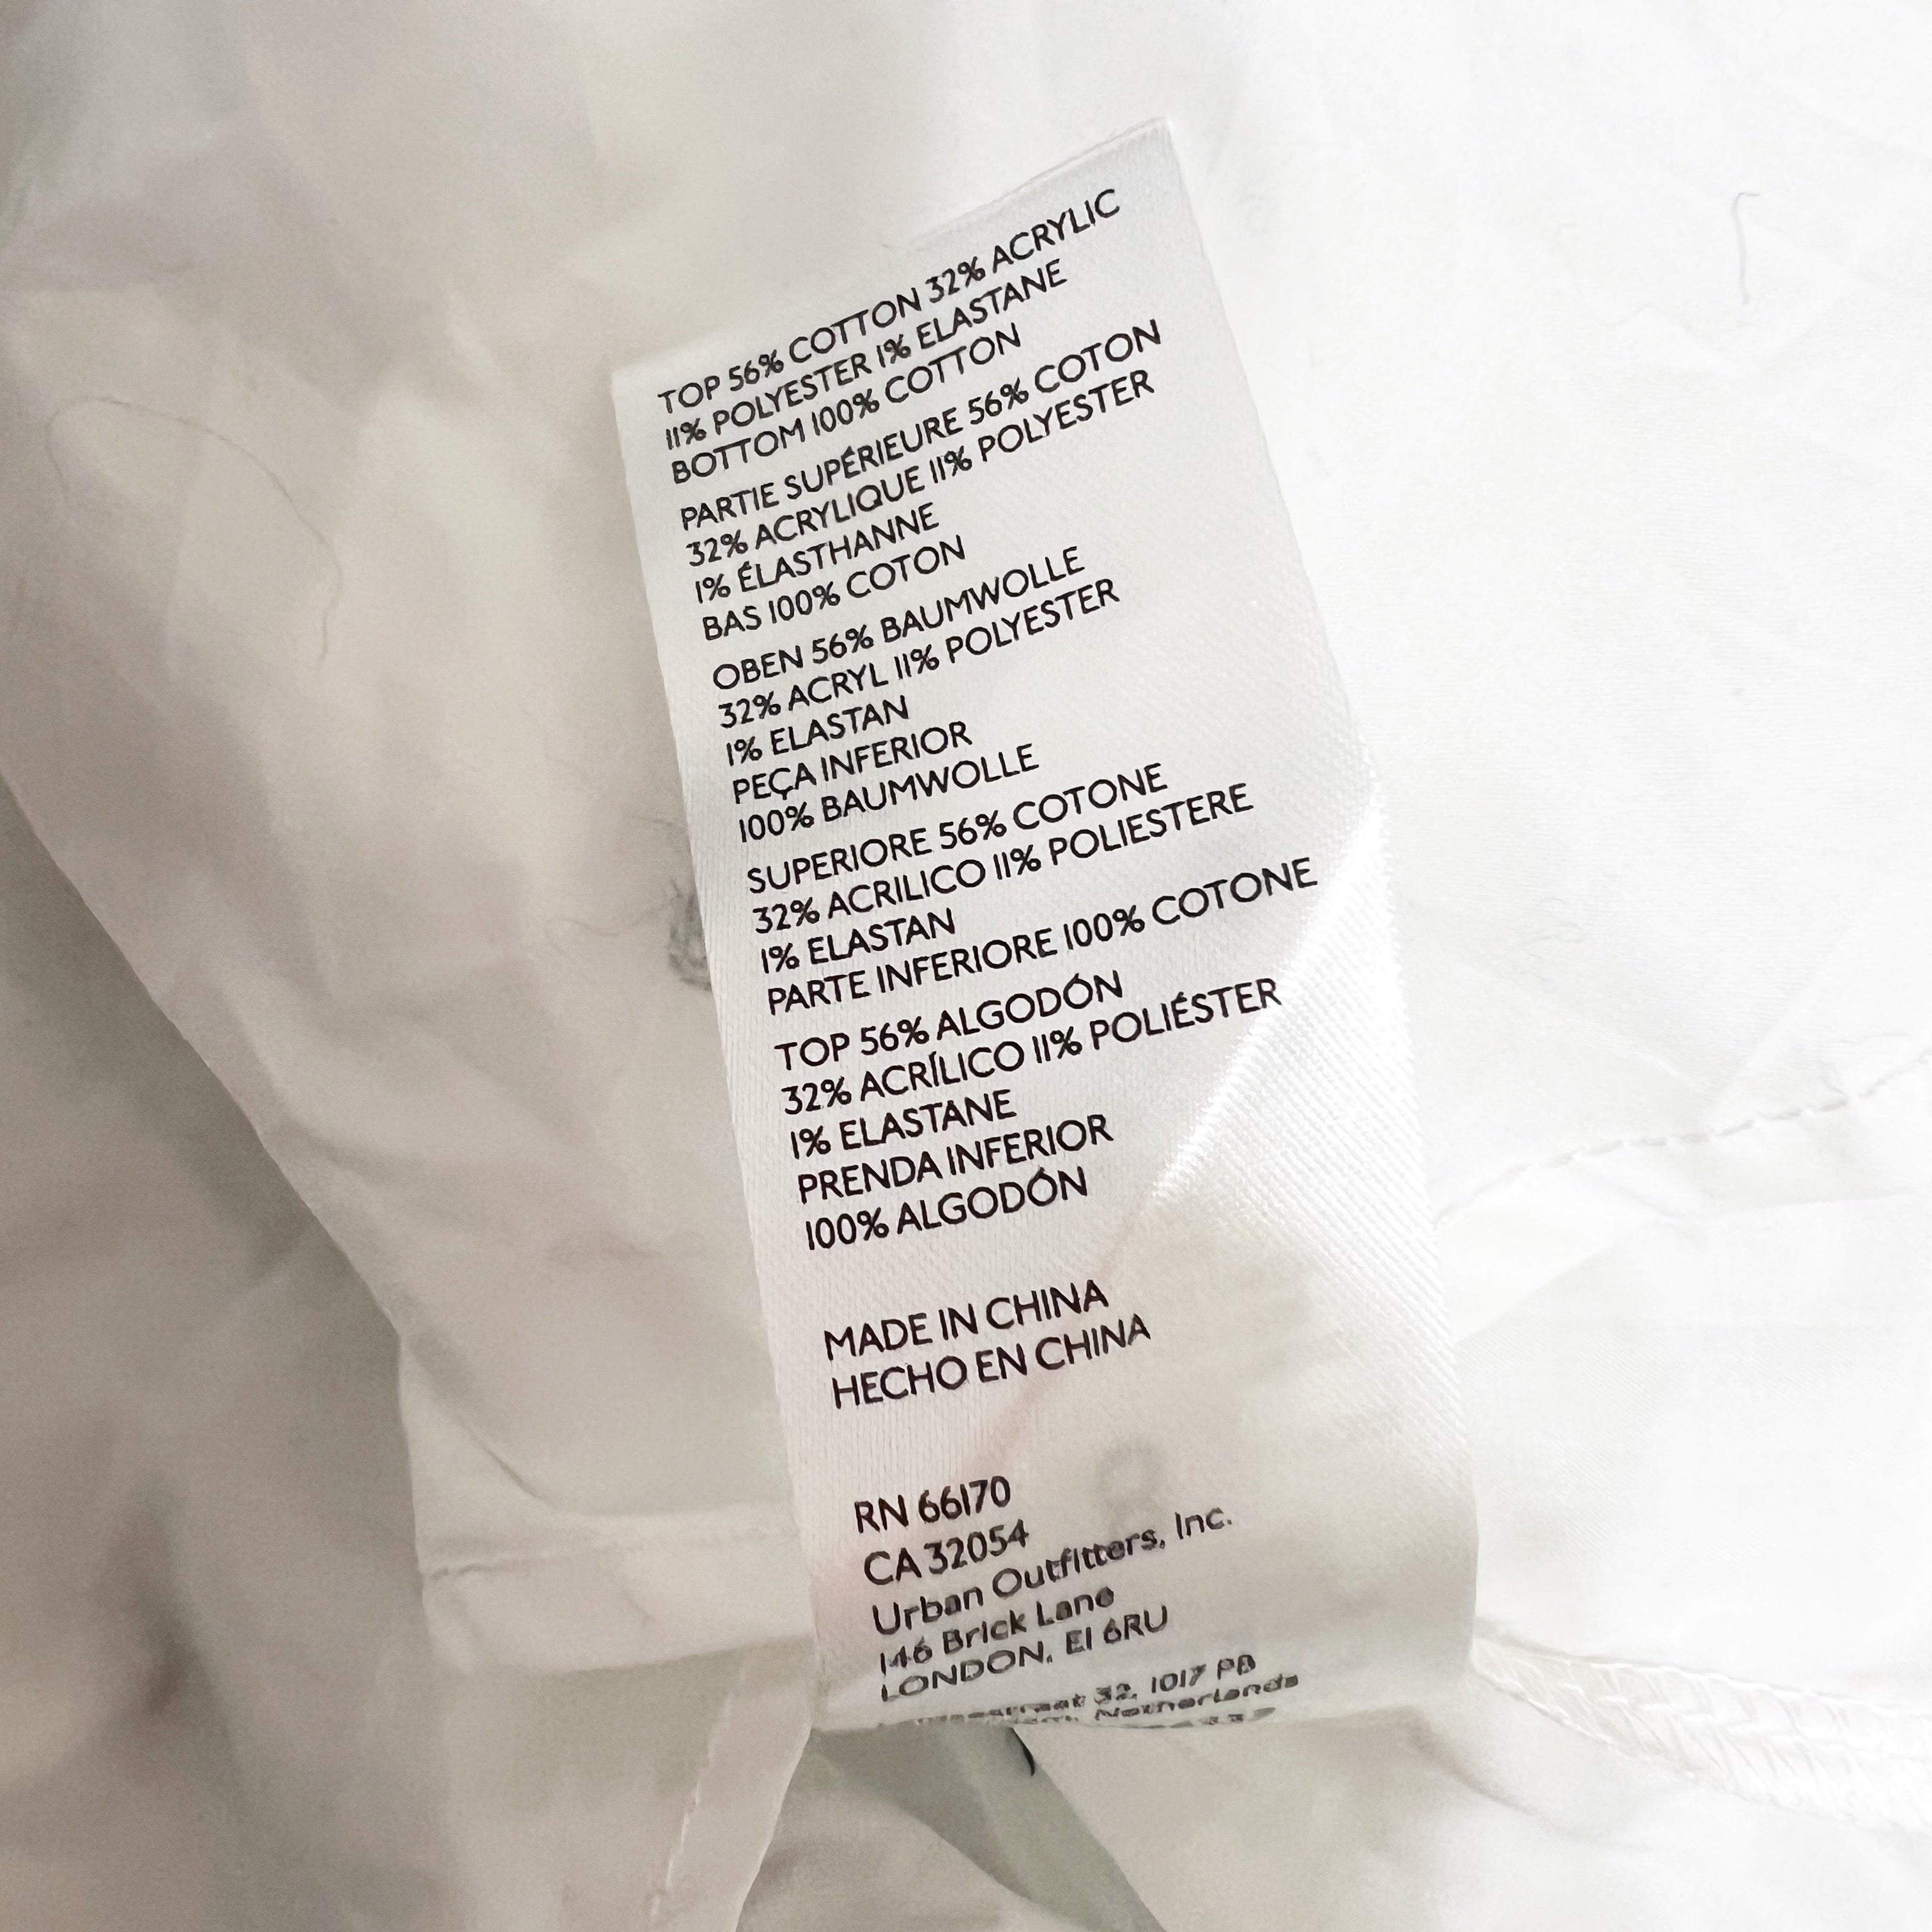 TOP 56% COTTON 32% ACRYLIC
11% POLYESTER 1% ELASTANE
BOTTOM 100% COTTON
PARTIE SUPÉRIEURE 56% COTON
32% ACRYLIQUE 11% POLYESTER
1% ÉLASTHANNE
BAS 100% COTON
OBEN 56% BAUMWOLLE
32% ACRYL 11% POLYESTER
1% ELASTAN
PEÇA INFERIOR
100% BAUMWOLLE
SUPERIORE 56% COTONE
32% ACRILICO 11% POLIESTERE
1% ELASTAN
PARTE INFERIORE 100% COTONE
TOP 56% ALGODÓN
32% ACRÍLICO 11% POLIÉSTER
1% ELASTANE
PRENDA INFERIOR
100% ALGODÓN
MADE IN CHINA
HECHO EN CHINA
RN 66170
CA 32054
Urban Outfitters, Inc.
146 Brick Lane
LONDON, E1 6RU
32, 1017 PB
Netherlands